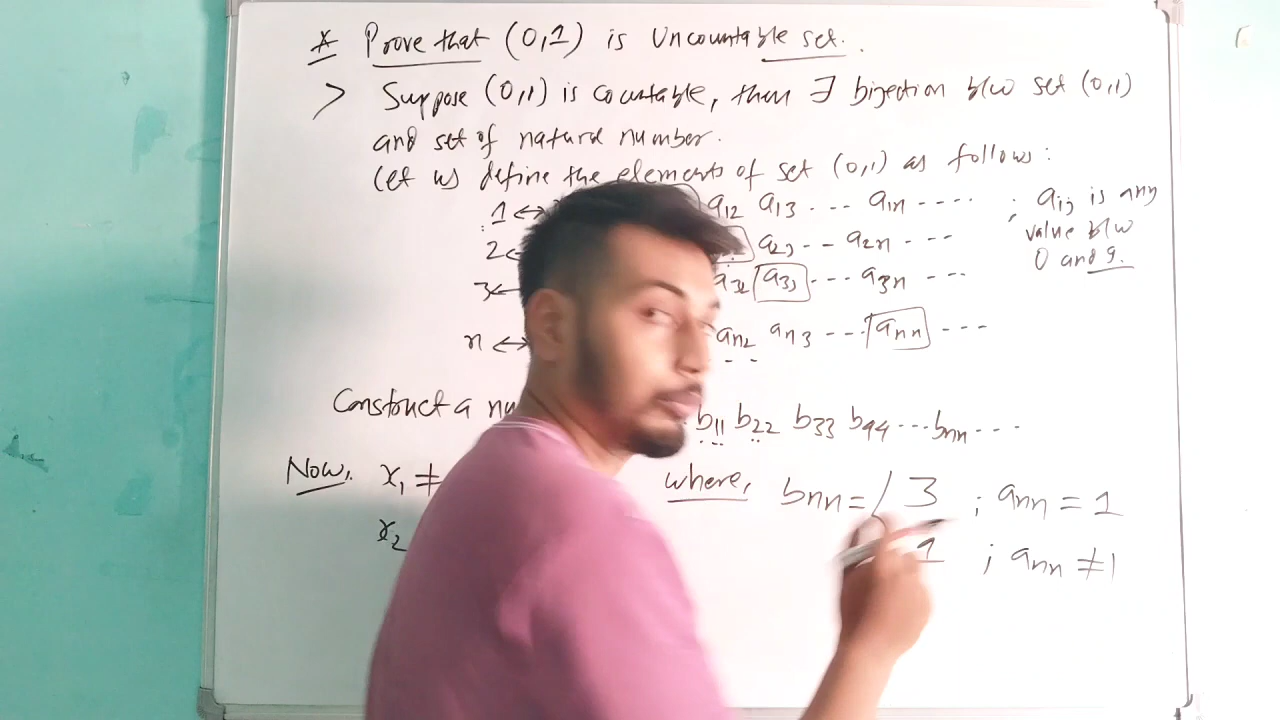 * Prove that (0,1) is Uncountable set.
> Suppose (0,1) is countable, then ∃ bijection b/w set (0,1)
and set of natural number.
Let us define the elements of set (0,1) as follows:
1 ↔ a12 a13 ... a1n .... ; aij is any
value b/w
0 and 9.
2 a23 -- a2n ---
3 a32 a33 --- a3n ---
n ↔ an2 an3 --- ann ---
Construct a b11 b22 b33 b44 ... bnn ...
Now, x1 ≠ where, bnn = 3 ; ann = 1
x2 1 ; ann ≠ 1